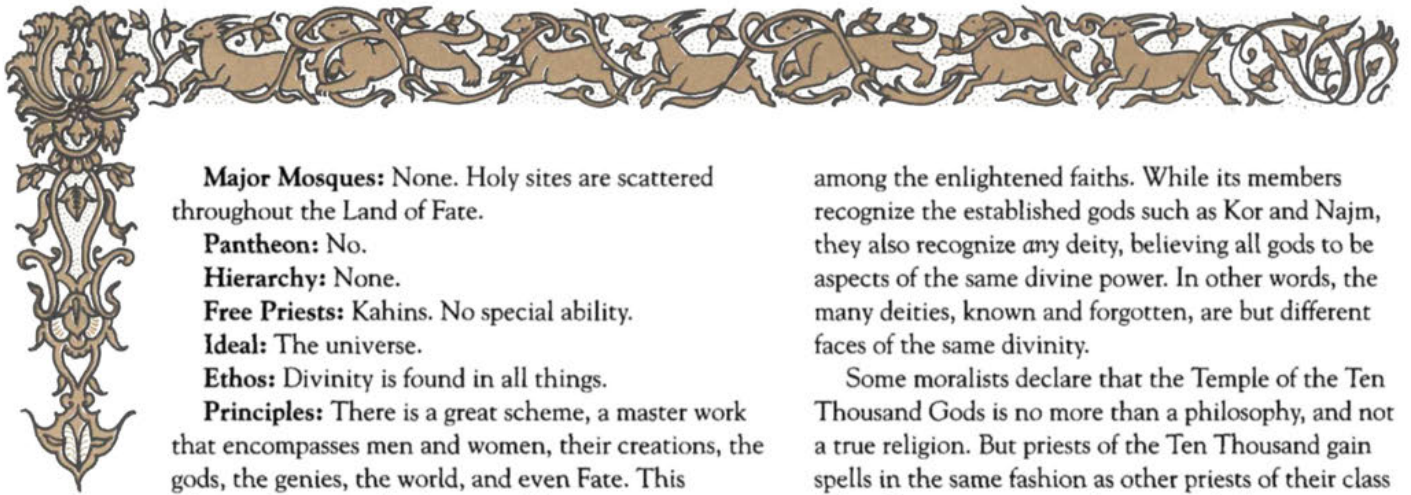 Major Mosques: None. Holy sites are scattered
throughout the Land of Fate.
Pantheon: No.
Hierarchy: None.
Free Priests: Kahins. No special ability.
Ideal: The universe.
Ethos: Divinity is found in all things.
Principles: There is a great scheme, a master work
that encompasses men and women, their creations, the
gods, the genies, the world, and even Fate. This
among the enlightened faiths. While its members
recognize the established gods such as Kor and Najm,
they also recognize any deity, believing all gods to be
aspects of the same divine power. In other words, the
many deities, known and forgotten, are but different
faces of the same divinity.
Some moralists declare that the Temple of the Ten
Thousand Gods is no more than a philosophy, and not
a true religion. But priests of the Ten Thousand gain
spells in the same fashion as other priests of their class